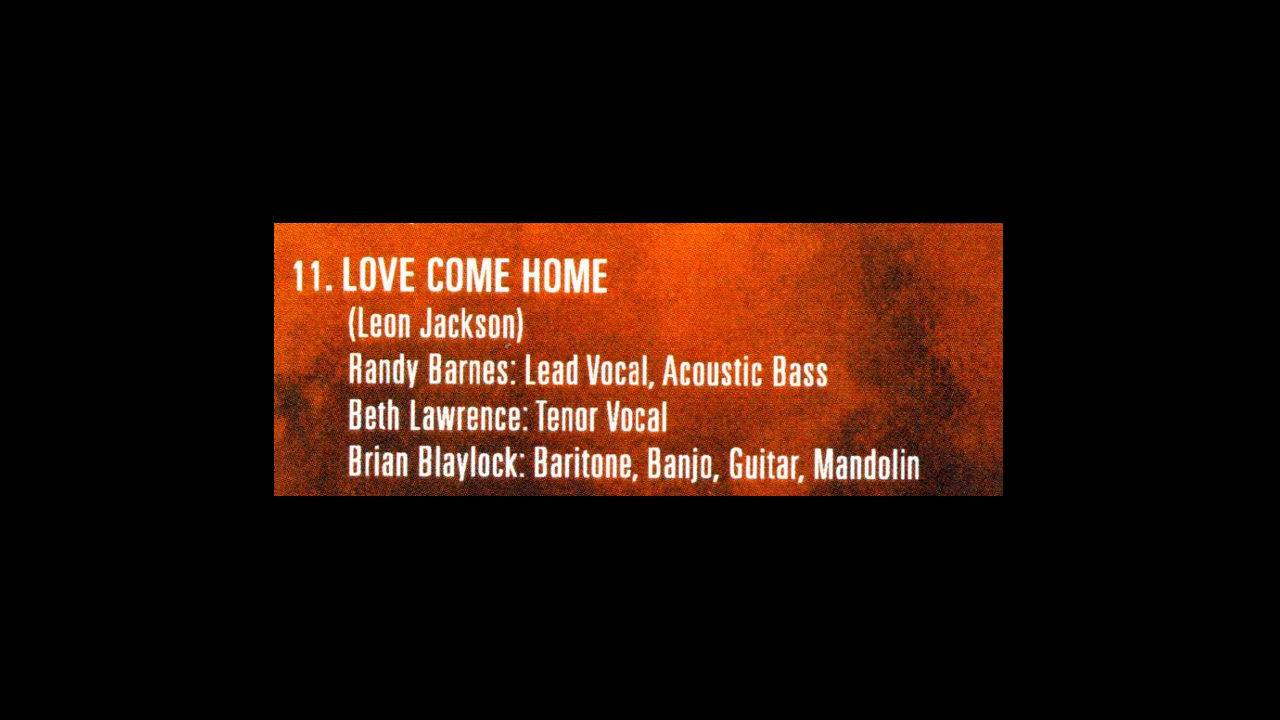 11. LOVE COME HOME
(Leon Jackson)
Randy Barnes: Lead Vocal, Acoustic Bass
Beth Lawrence: Tenor Vocal
Brian Blaylock: Baritone, Banjo, Guitar, Mandolin